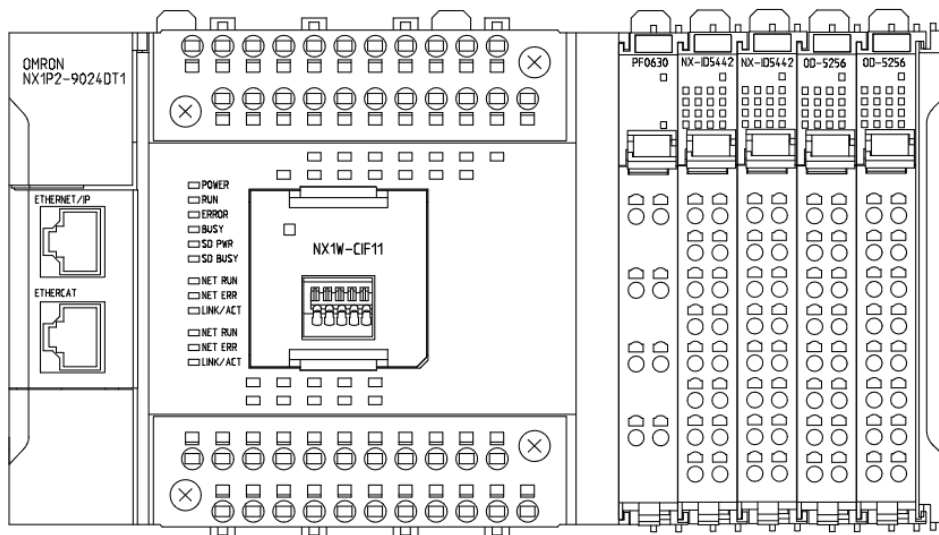 OMRON
NX1P2-9024DT1
PF0630
NX-ID5442
NX-ID5442
OD-5256
OD-5256
ETHERNET/IP
ETHERCAT
POWER
RUN
ERROR
BUSY
SD PWR
SD BUSY
NET RUN
NET ERR
LINK/ACT
NET RUN
NET ERR
LINK/ACT
NX1W-CIF11